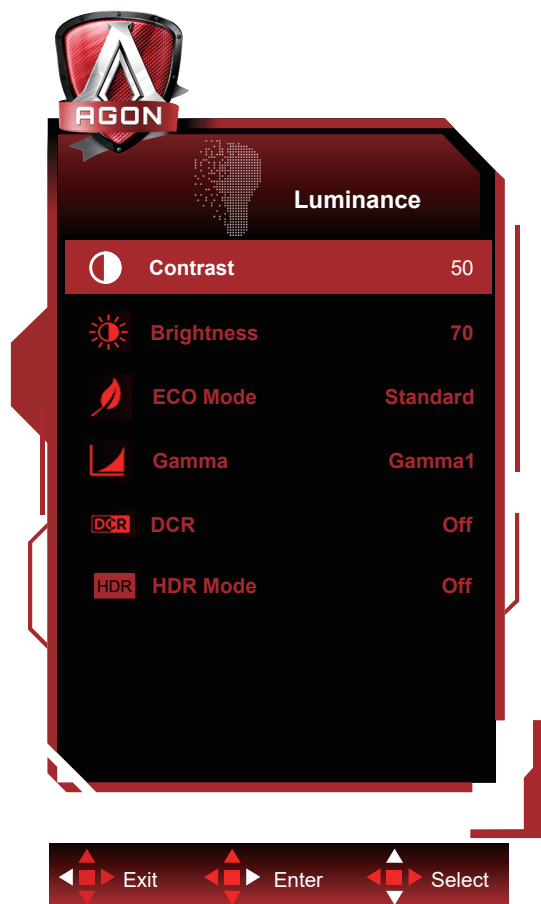 AGON
Luminance
Contrast 50
Brightness 70
ECO Mode Standard
Gamma Gamma1
DCR DCR Off
HDR HDR Mode Off
Exit Enter Select